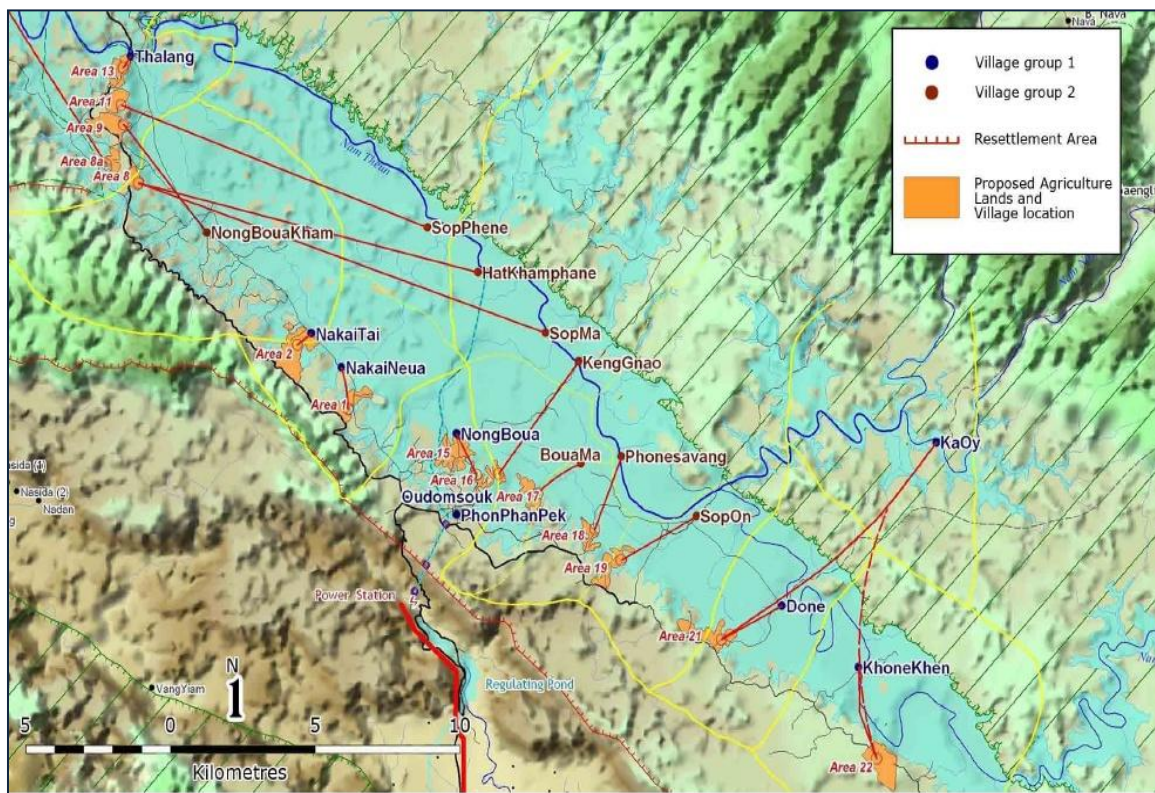 B. Nava
Nava
Thalang
Area 13
Area 11
Area 9
Area 8a
Area 8
Nam Theun
NongBouaKham
SopPhene
HatKhamphane
SopMa
KengGnao
NakaiTai
Area 2
NakaiNeua
Area 1
NongBoua
Area 15
Area 16
BouaMa
Area 17
Phonesavang
KaOy
Oudomsouk
PhonPhanPek
SopOn
Area 18
Area 19
Nasida (2)
Nadan
Power Station
Done
Area 21
KhoneKhen
Regulating Pond
VangYiam
Area 22
N
5 0 5 10
Kilometres
Village group 1
Village group 2
Resettlement Area
Proposed Agriculture
Lands and
Village location